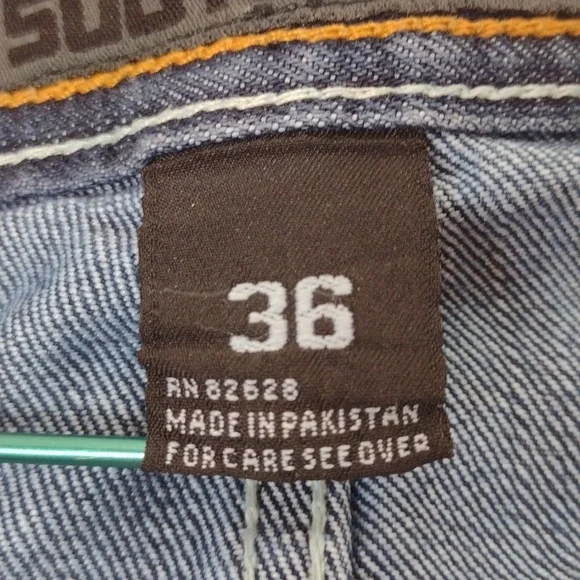 36
RN 82628
MADE IN PAKISTAN
FOR CARE SEE OVER